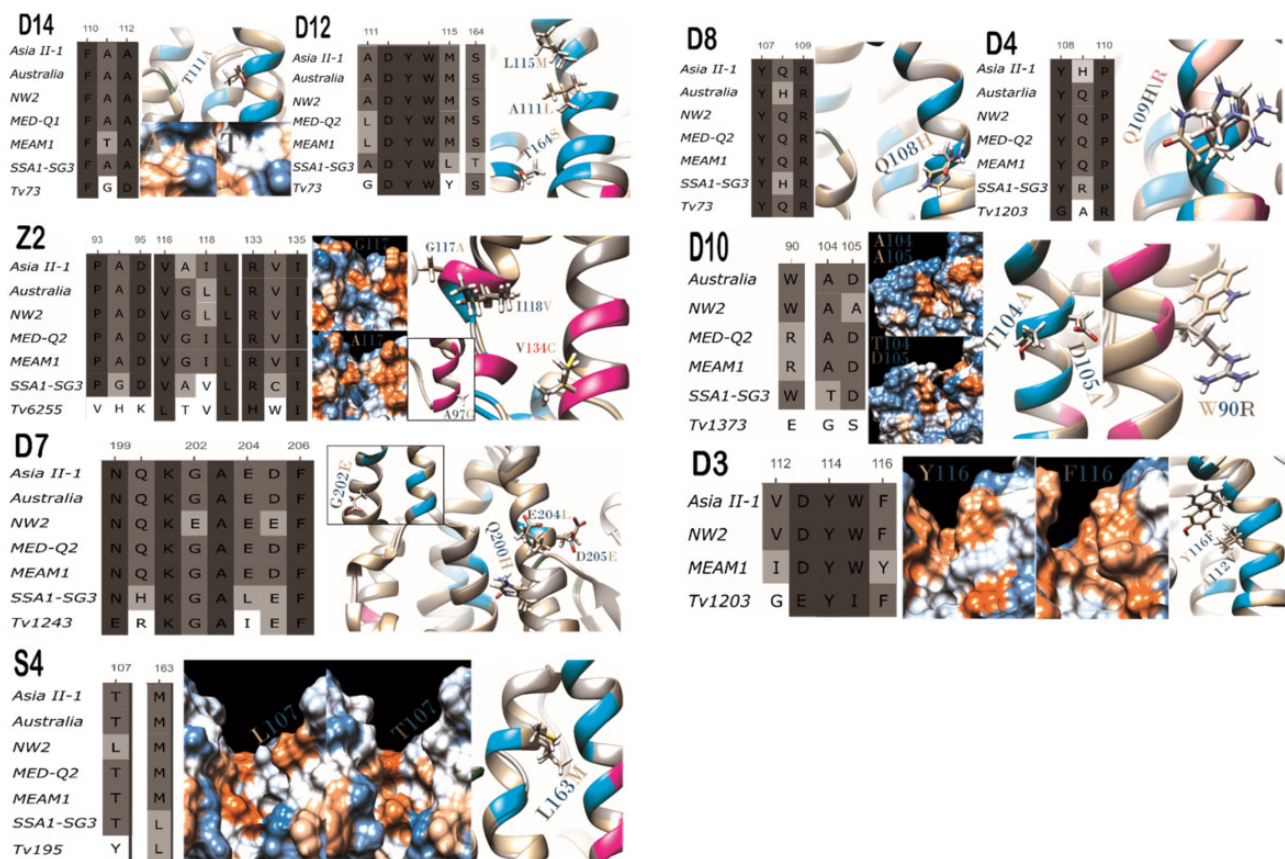 D14
110 112
Asia II-1 F A A
Australia F A A
NW2 F A A
MED-Q1 F A A
MEAM1 F T A
SSA1-SG3 F A A
Tv73 F G D
T111A
T
D12
111 115 164
Asia II-1 A D Y W M S
Australia A D Y W M S
NW2 A D Y W M S
MED-Q2 L D Y W M S
MEAM1 L D Y W M S
SSA1-SG3 A D Y W L T
Tv73 G D Y W Y S
L115M
A111L
T164S
D8
107 109
Asia II-1 Y Q R
Australia Y H R
NW2 Y Q R
MED-Q2 Y Q R
MEAM1 Y Q R
SSA1-SG3 Y H R
Tv73 Y Q R
Q108H
D4
108 110
Asia II-1 Y H P
Austarlia Y Q P
NW2 Y Q P
MED-Q2 Y Q P
MEAM1 Y Q P
SSA1-SG3 Y R P
Tv1203 G A R
Q109H\R
Z2
93 95 116 118 133 135
Asia II-1 P A D V A I L R V I
Australia P A D V G L L R V I
NW2 P A D V G L L R V I
MED-Q2 P A D V G I L R V I
MEAM1 P A D V G I L R V I
SSA1-SG3 P G D V A V L R C I
Tv6255 V H K L T V L H W I
G117
A117
G117A
I118V
V134C
A97G
D10
90 104 105
Australia W A D
NW2 W A A
MED-Q2 R A D
MEAM1 R A D
SSA1-SG3 W T D
Tv1373 E G S
A104
A105
T104
D105
T104A
D105A
W90R
D7
199 202 204 206
Asia II-1 N Q K G A E D F
Australia N Q K G A E D F
NW2 N Q K E A E E F
MED-Q2 N Q K G A E D F
MEAM1 N Q K G A E D F
SSA1-SG3 N H K G A L E F
Tv1243 E R K G A I E F
G202E
E204L
Q200H
D205E
D3
112 114 116
Asia II-1 V D Y W F
NW2 V D Y W F
MEAM1 I D Y W Y
Tv1203 G E Y I F
Y116
F116
Y116F
I112V
S4
107 163
Asia II-1 T M
Australia T M
NW2 L M
MED-Q2 T M
MEAM1 T M
SSA1-SG3 T L
Tv195 Y L
L107
T107
L163M